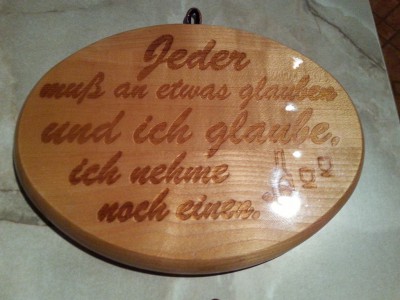 Jeder
muß an etwas glauben
und ich glaube,
ich nehme
noch einen.